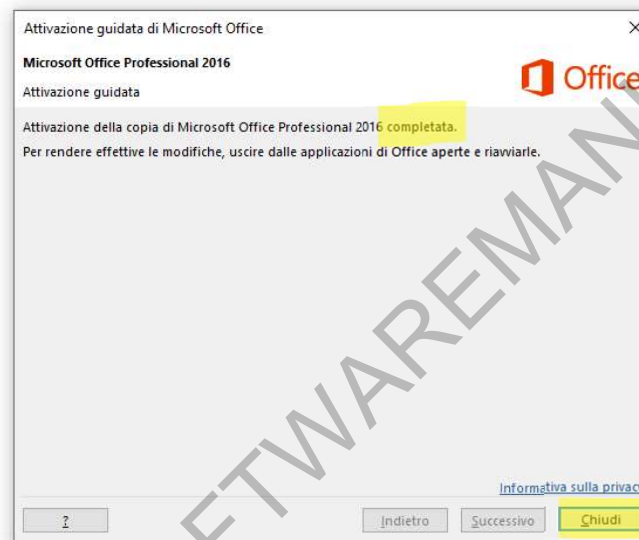 Attivazione guidata di Microsoft Office
Microsoft Office Professional 2016
Office
Attivazione guidata
Attivazione della copia di Microsoft Office Professional 2016 completata.
Per rendere effettive le modifiche, uscire dalle applicazioni di Office aperte e riavviarle.
ETWAREMAN
Informativa sulla privacy
?
Indietro
Successivo
Chiudi